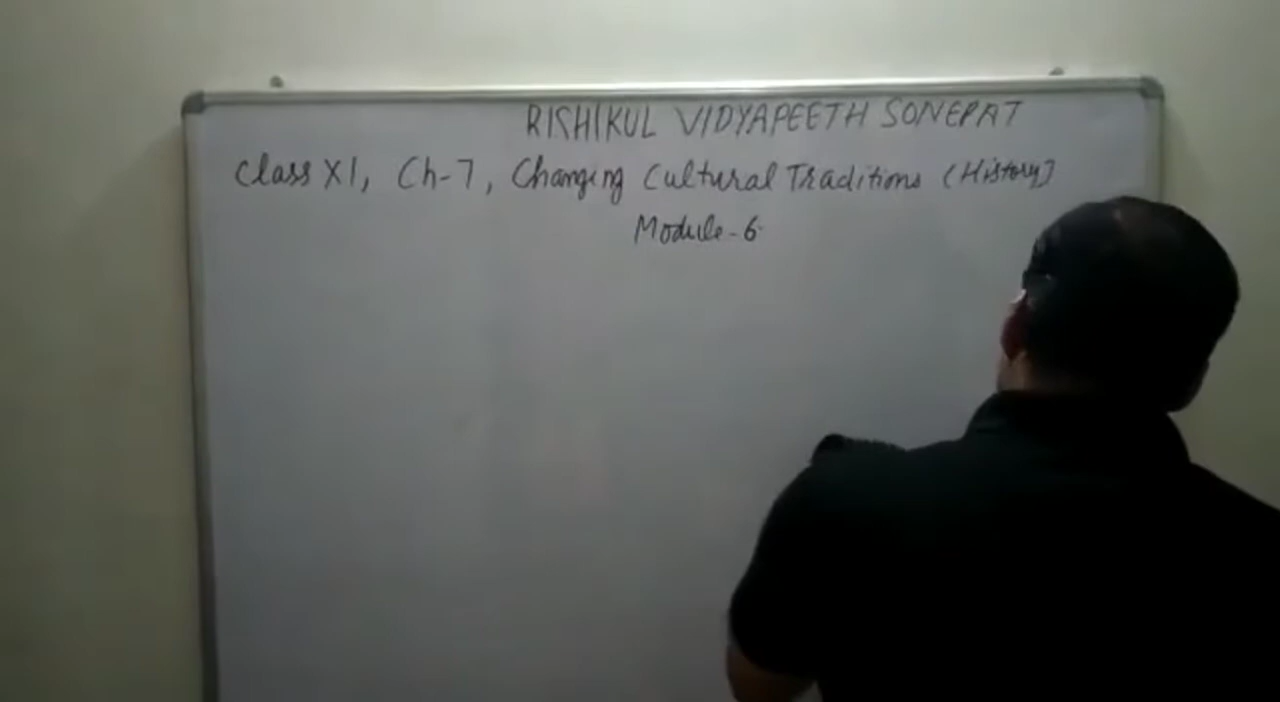 RISHIKUL VIDYAPEETH SONEPAT
Class XI, Ch-7, Changing Cultural Traditions (History)
Module-6